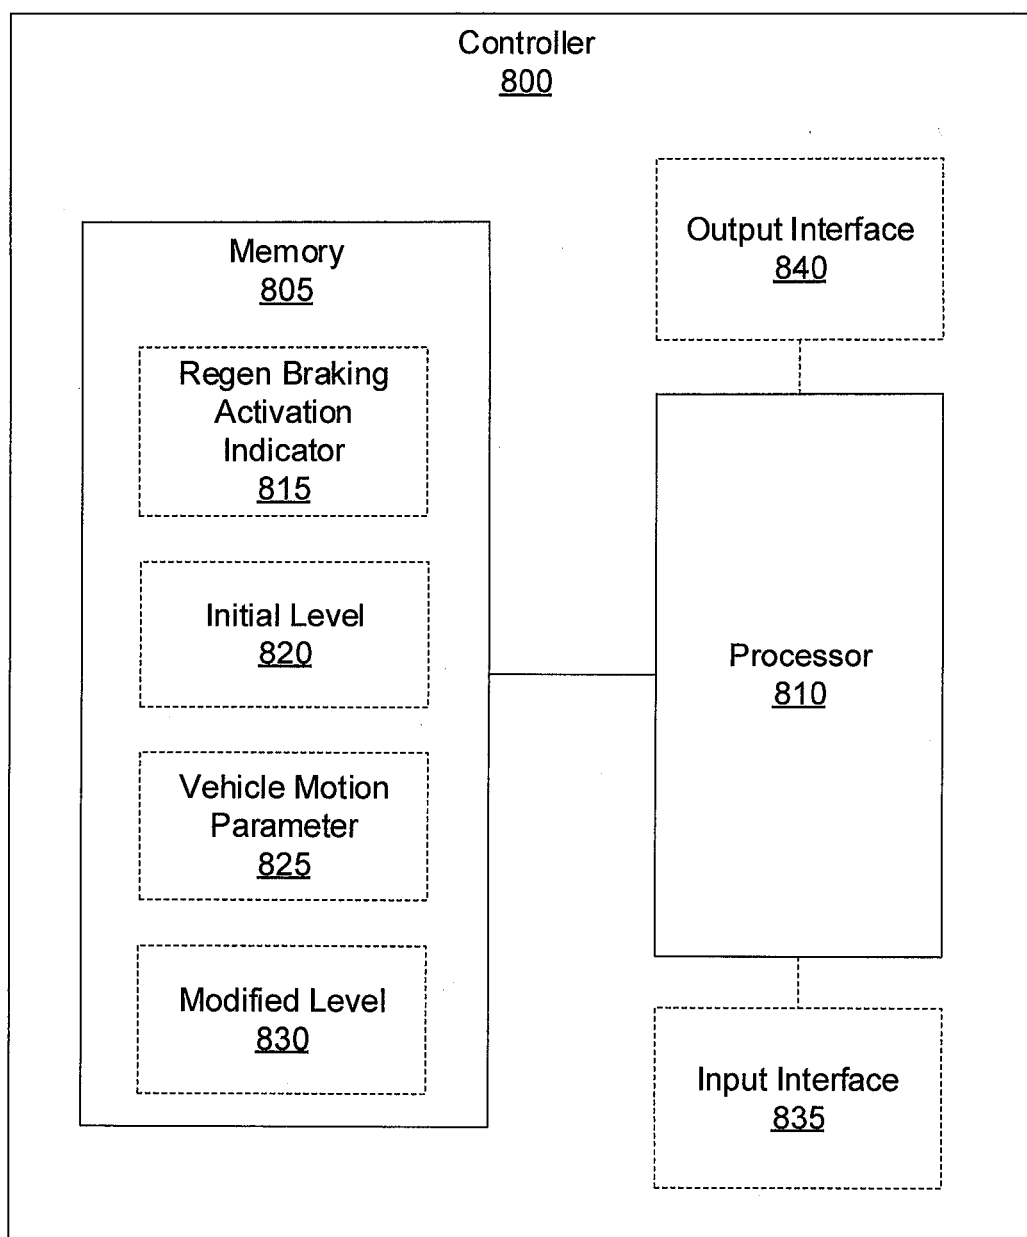 Controller
800
Memory
805
Regen Braking
Activation
Indicator
815
Initial Level
820
Vehicle Motion
Parameter
825
Modified Level
830
Output Interface
840
Processor
810
Input Interface
835